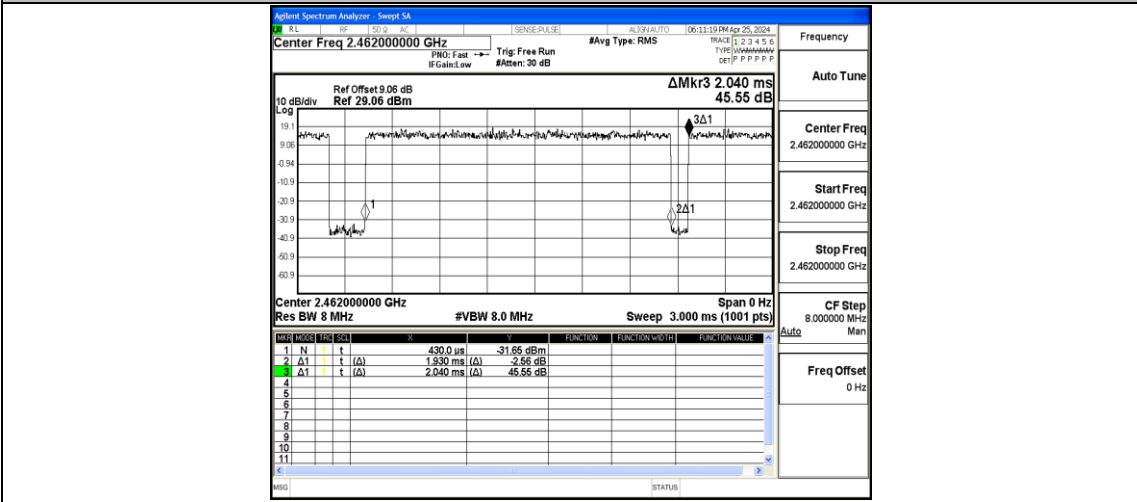 Agilent Spectrum Analyzer - Swept SA
RL RF 50 Ω AC SENSE:PULSE ALIGN AUTO 06:11:19 PM Apr 25, 2024
Center Freq 2.462000000 GHz #Avg Type: RMS TRACE 1 2 3 4 5 6
PNO: Fast Trig: Free Run TYPE WWWWWW
IFGain:Low #Atten: 30 dB DET P P P P P P
Frequency
Auto Tune
ΔMkr3 2.040 ms
45.55 dB
Ref Offset 9.06 dB
10 dB/div Ref 29.06 dBm
Log
19.1
9.06
-0.94
-10.9
-20.9
-30.9
-40.9
-50.9
-60.9
1
2Δ1
3Δ1
Center 2.462000000 GHz Span 0 Hz
Res BW 8 MHz #VBW 8.0 MHz Sweep 3.000 ms (1001 pts)
MKR MODE TRC SCL X Y FUNCTION FUNCTION WIDTH FUNCTION VALUE
1 N 1 t 430.0 us -31.65 dBm
2 Δ1 1 t (Δ) 1.930 ms (Δ) -2.56 dB
3 Δ1 1 t (Δ) 2.040 ms (Δ) 45.55 dB
4
5
6
7
8
9
10
11
MSG STATUS
Center Freq
2.462000000 GHz
Start Freq
2.462000000 GHz
Stop Freq
2.462000000 GHz
CF Step
8.000000 MHz
Auto Man
Freq Offset
0 Hz